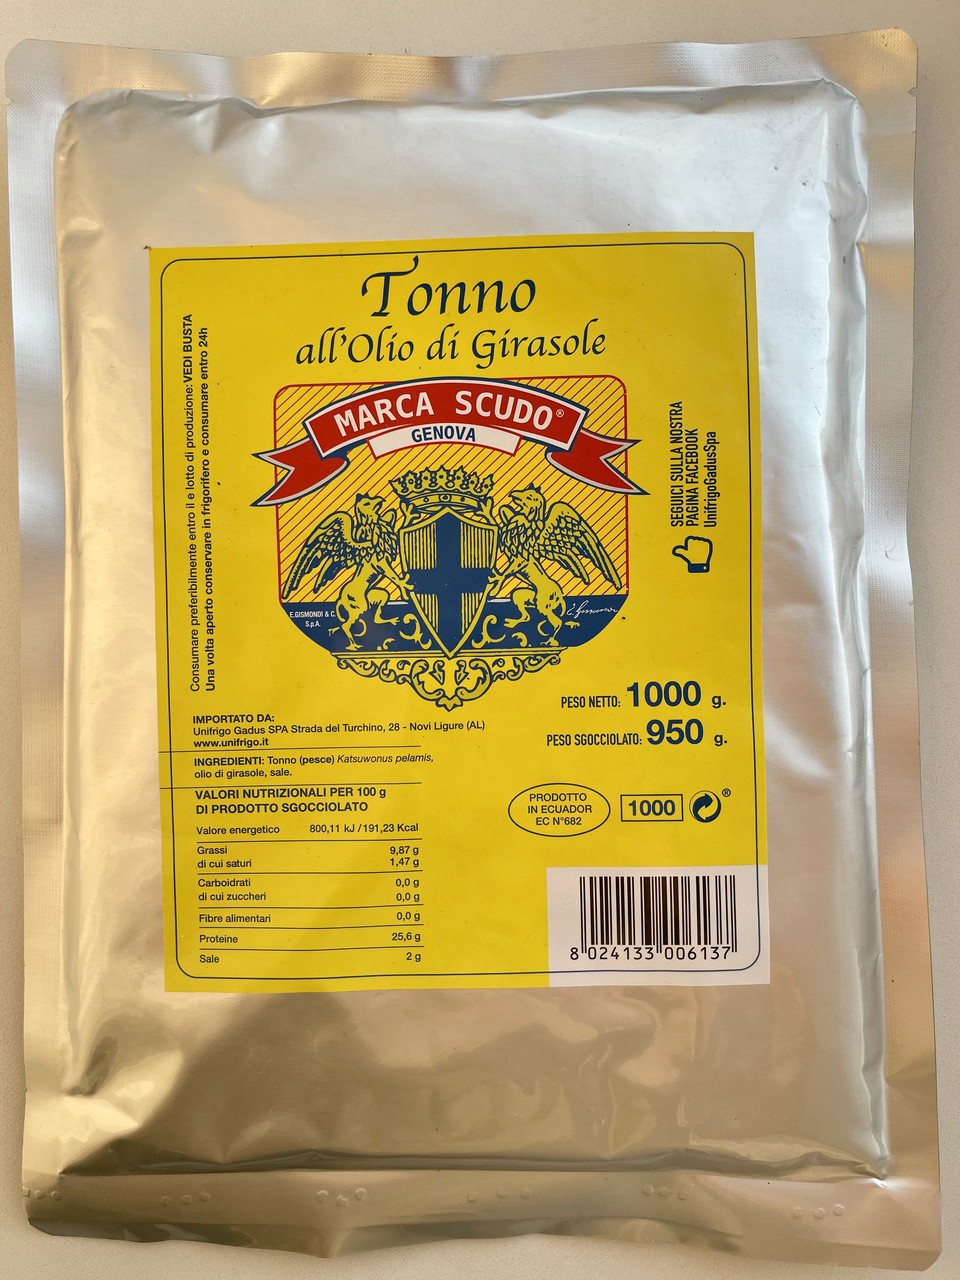 Tonno
all'Olio di Girasole
MARCA SCUDO®
GENOVA
E.GISMONDI & C.
S.p.A.
Consumare preferibilmente entro il e lotto di produzione: VEDI BUSTA
Una volta aperto conservare in frigorifero e consumare entro 24h
SEGUICI SULLA NOSTRA
PAGINA FACEBOOK
UnifrigoGadusSpa
PESO NETTO: 1000 g.
PESO SGOCCIOLATO: 950 g.
IMPORTATO DA:
Unifrigo Gadus SPA Strada del Turchino, 28 - Novi Ligure (AL)
www.unifrigo.it
INGREDIENTI: Tonno (pesce) Katsuwonus pelamis,
olio di girasole, sale.
VALORI NUTRIZIONALI PER 100 g
DI PRODOTTO SGOCCIOLATO
Valore energetico 800,11 kJ / 191,23 Kcal
Grassi 9,87 g
di cui saturi 1,47 g
Carboidrati 0,0 g
di cui zuccheri 0,0 g
Fibre alimentari 0,0 g
Proteine 25,6 g
Sale 2 g
PRODOTTO
IN ECUADOR
EC N°682
1000
®
8 024133 006137